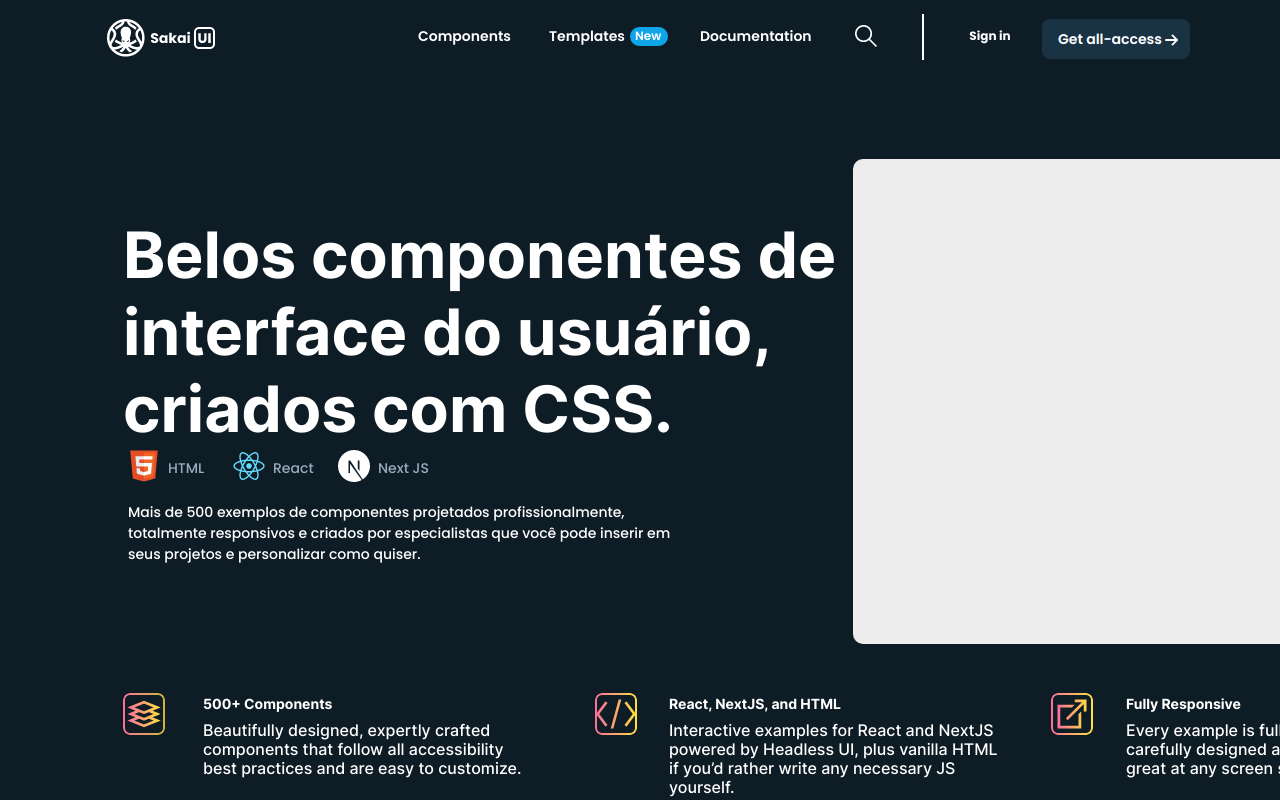 Sakai UI
Components
Templates New
Documentation
Sign in
Get all-access
Belos componentes de
interface do usuário,
criados com CSS.
HTML
React
Next JS
Mais de 500 exemplos de componentes projetados profissionalmente,
totalmente responsivos e criados por especialistas que você pode inserir em
seus projetos e personalizar como quiser.
500+ Components
Beautifully designed, expertly crafted
components that follow all accessibility
best practices and are easy to customize.
React, NextJS, and HTML
Interactive examples for React and NextJS
powered by Headless UI, plus vanilla HTML
if you’d rather write any necessary JS
yourself.
Fully Responsive
Every example is ful
carefully designed a
great at any screen s